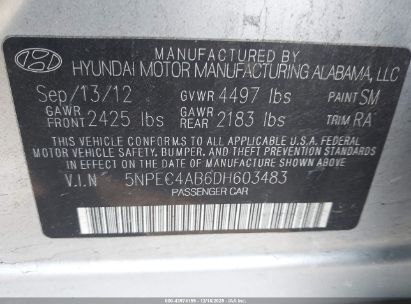 MANUFACTURED BY
HYUNDAI MOTOR MANUFACTURING ALABAMA, LLC
Sep/13/12 GVWR 4497 lbs PAINT SM
GAWR FRONT 2425 lbs GAWR REAR 2183 lbs TRIM RA
THIS VEHICLE CONFORMS TO ALL APPLICABLE U.S.A. FEDERAL
MOTOR VEHICLE SAFETY, BUMPER, AND THEFT PREVENTION STANDARDS
IN EFFECT ON THE DATE OF MANUFACTURE SHOWN ABOVE.
V.I.N 5NPEC4AB6DH603483
PASSENGER CAR